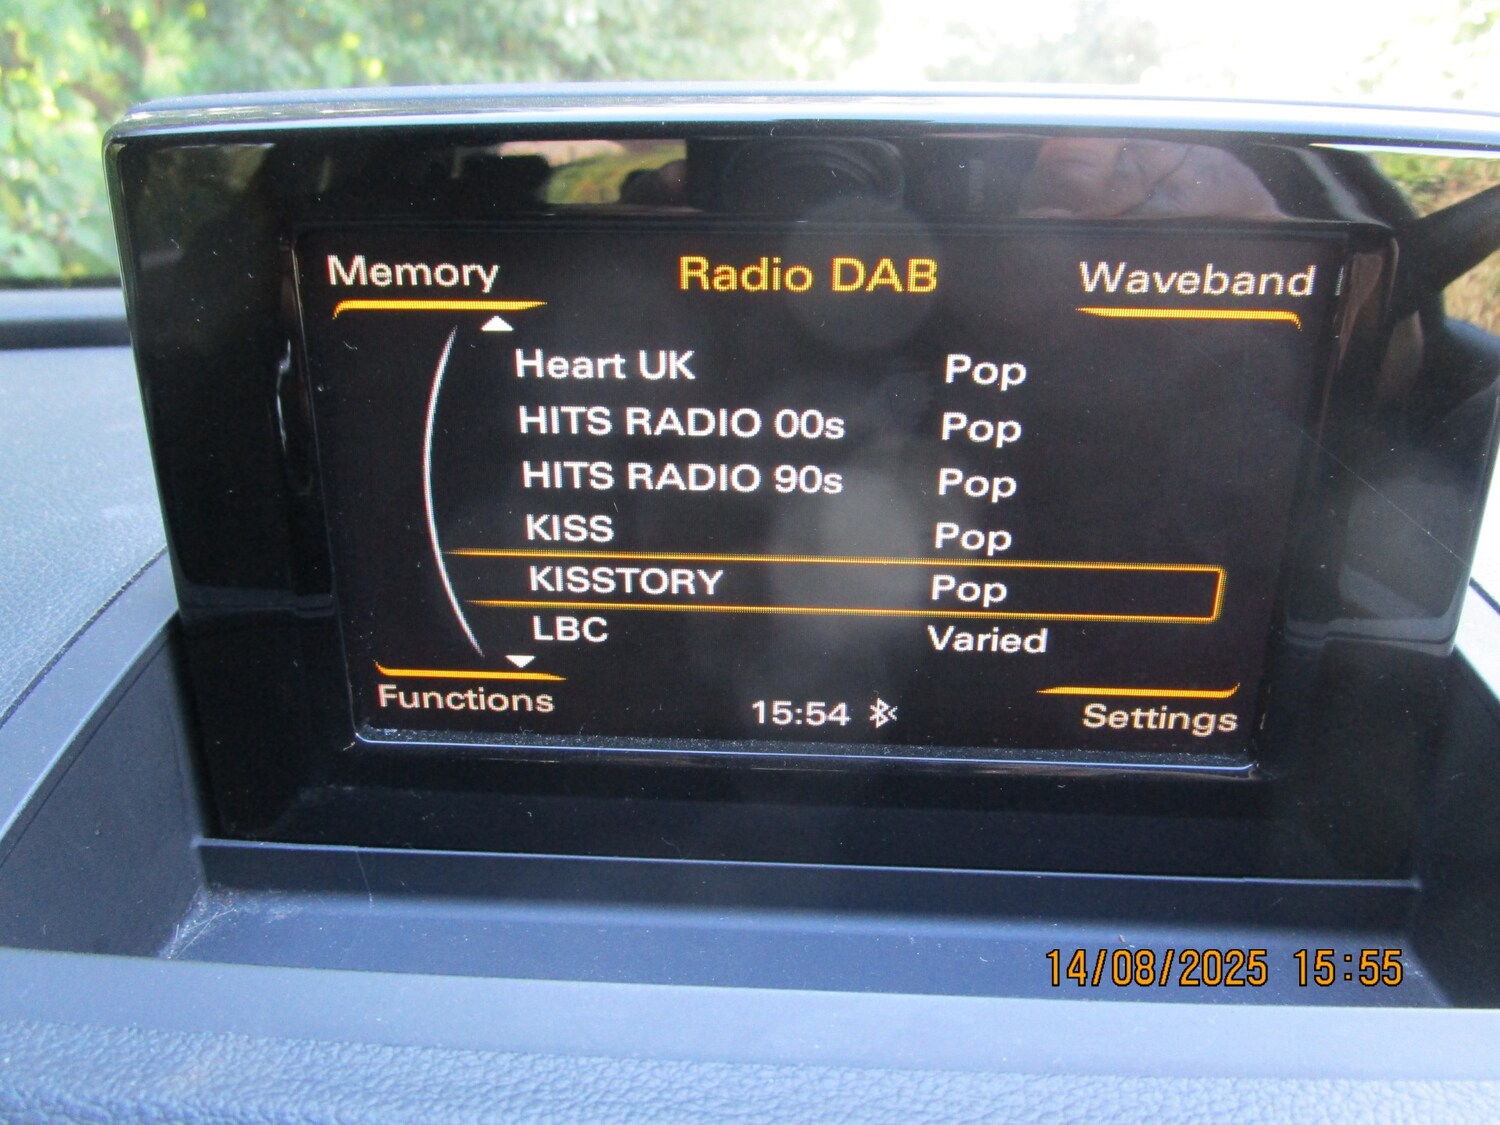 Memory Radio DAB Waveband
Heart UK Pop
HITS RADIO 00s Pop
HITS RADIO 90s Pop
KISS Pop
KISSTORY Pop
LBC Varied
Functions 15:54 Settings
14/08/2025 15:55